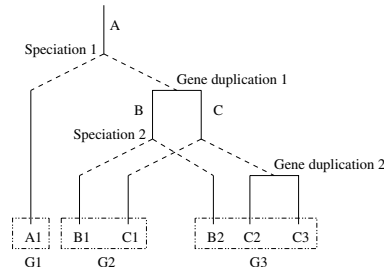 A
Speciation 1
Gene duplication 1
B C
Speciation 2
Gene duplication 2
A1 B1 C1 B2 C2 C3
G1 G2 G3